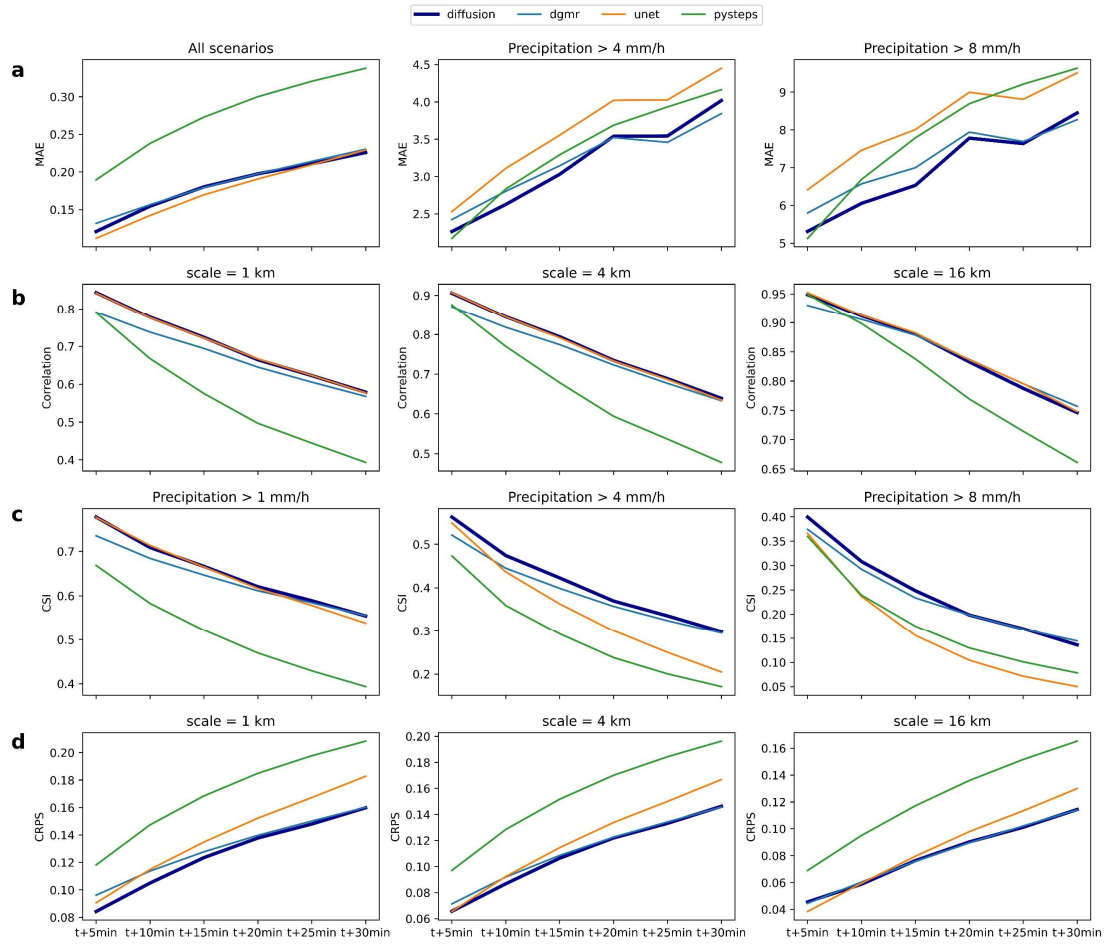 diffusion dgmr unet pysteps
a
All scenarios
MAE
0.30
0.25
0.20
0.15
Precipitation > 4 mm/h
MAE
4.5
4.0
3.5
3.0
2.5
Precipitation > 8 mm/h
MAE
9
8
7
6
5
b
scale = 1 km
Correlation
0.8
0.7
0.6
0.5
0.4
scale = 4 km
Correlation
0.9
0.8
0.7
0.6
0.5
scale = 16 km
Correlation
0.95
0.90
0.85
0.80
0.75
0.70
0.65
c
Precipitation > 1 mm/h
CSI
0.7
0.6
0.5
0.4
Precipitation > 4 mm/h
CSI
0.5
0.4
0.3
0.2
Precipitation > 8 mm/h
CSI
0.40
0.35
0.30
0.25
0.20
0.15
0.10
0.05
d
scale = 1 km
CRPS
0.20
0.18
0.16
0.14
0.12
0.10
0.08
t+5min t+10min t+15min t+20min t+25min t+30min
scale = 4 km
CRPS
0.20
0.18
0.16
0.14
0.12
0.10
0.08
0.06
t+5min t+10min t+15min t+20min t+25min t+30min
scale = 16 km
CRPS
0.16
0.14
0.12
0.10
0.08
0.06
0.04
t+5min t+10min t+15min t+20min t+25min t+30min